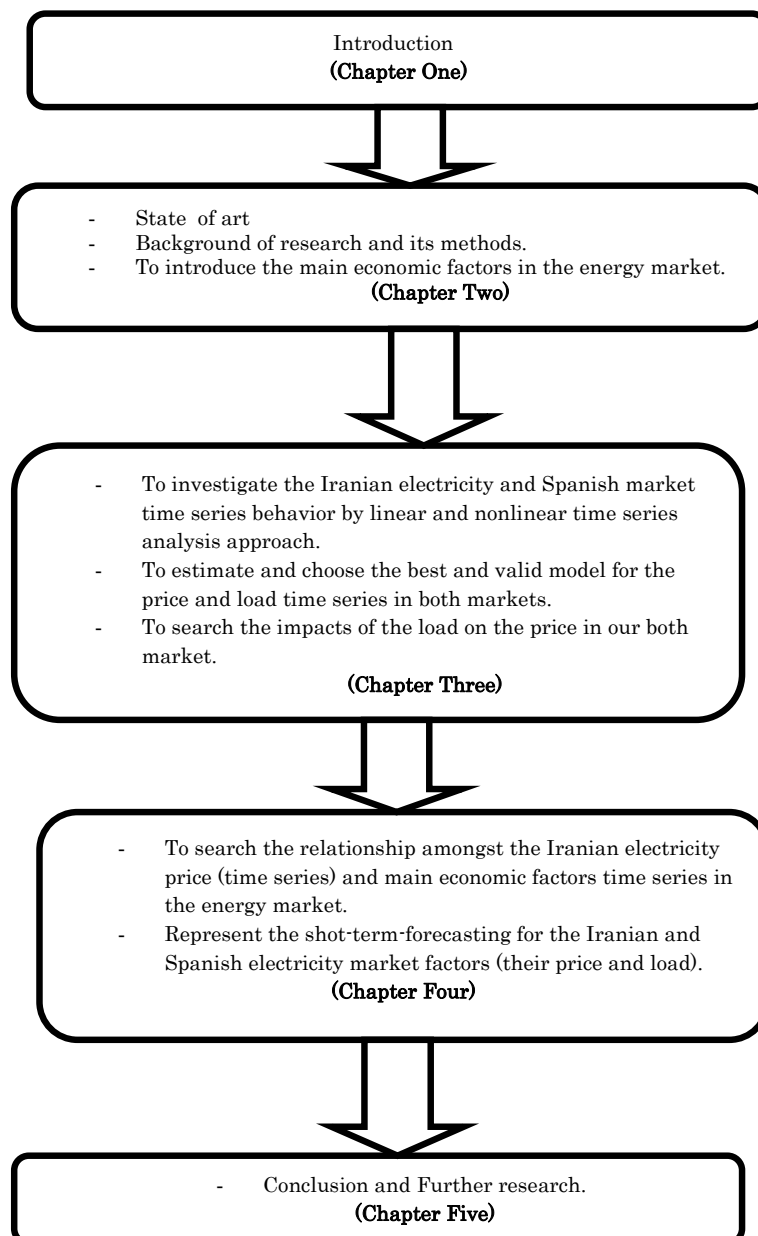 Introduction
(Chapter One)
- State of art
- Background of research and its methods.
- To introduce the main economic factors in the energy market.
(Chapter Two)
- To investigate the Iranian electricity and Spanish market
time series behavior by linear and nonlinear time series
analysis approach.
- To estimate and choose the best and valid model for the
price and load time series in both markets.
- To search the impacts of the load on the price in our both
market.
(Chapter Three)
- To search the relationship amongst the Iranian electricity
price (time series) and main economic factors time series in
the energy market.
- Represent the shot-term-forecasting for the Iranian and
Spanish electricity market factors (their price and load).
(Chapter Four)
- Conclusion and Further research.
(Chapter Five)